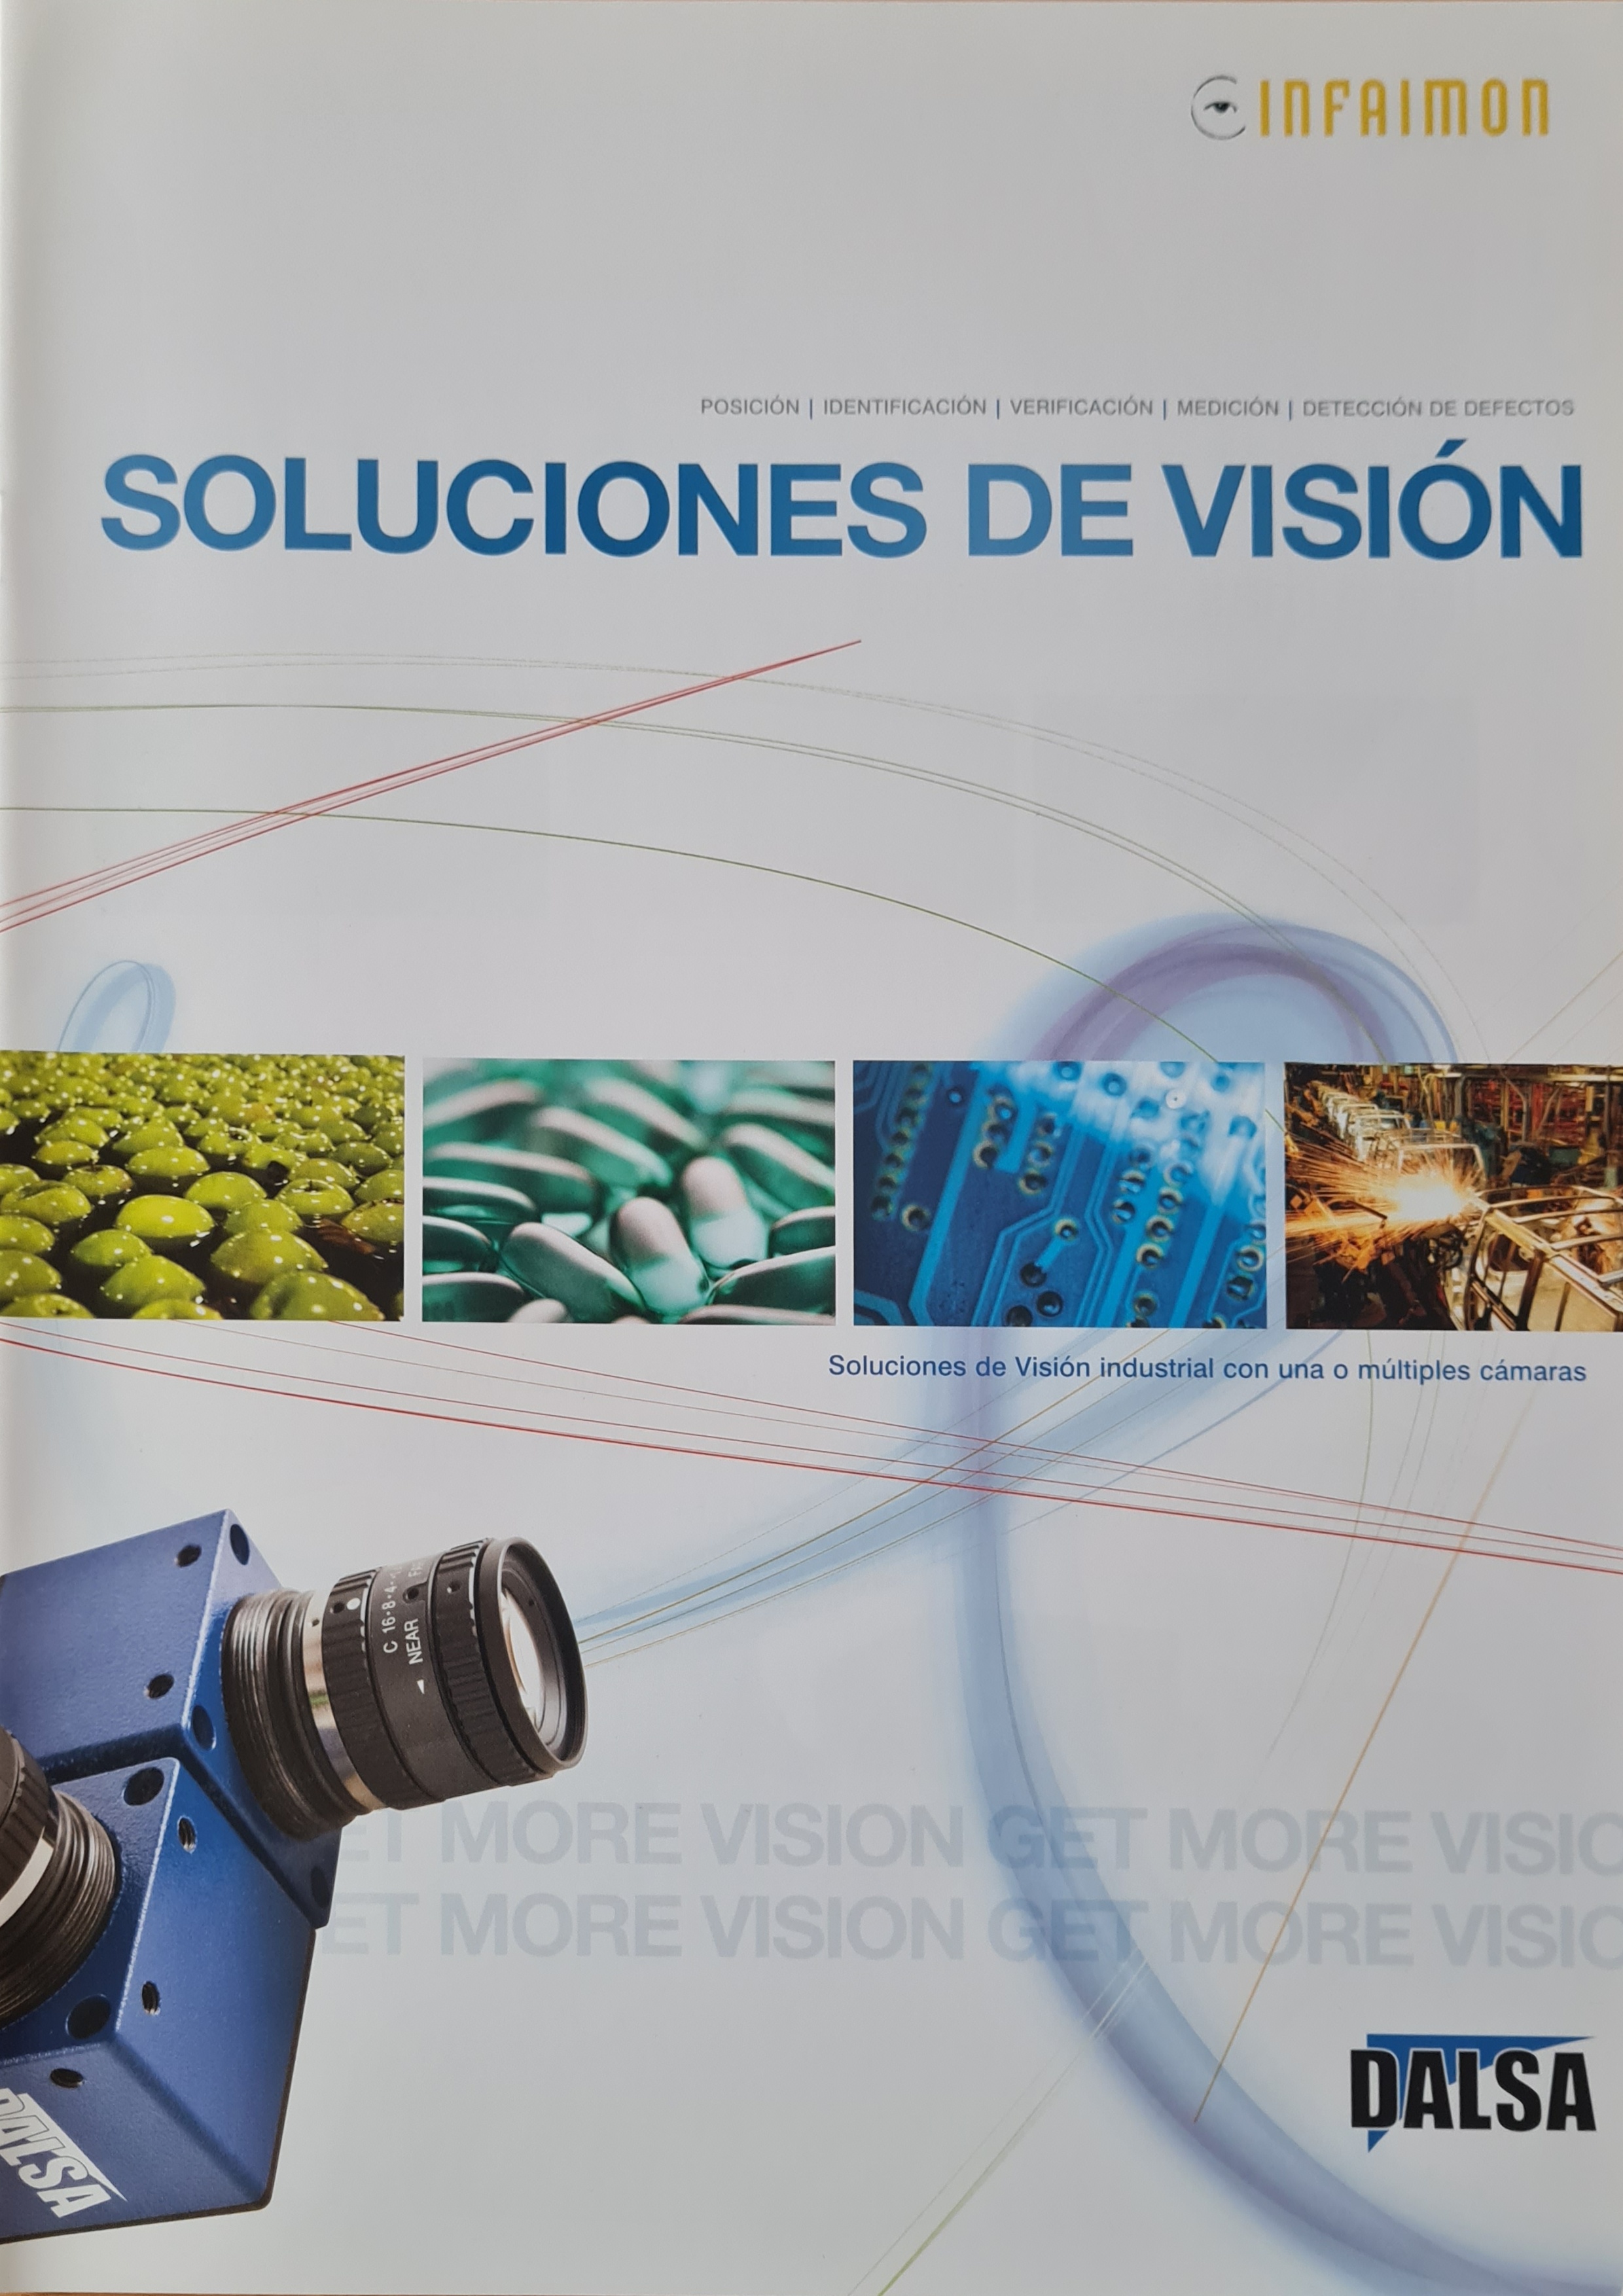 INFAIMON
POSICIÓN | IDENTIFICACIÓN | VERIFICACIÓN | MEDICIÓN | DETECCIÓN DE DEFECTOS
SOLUCIONES DE VISIÓN
Soluciones de Visión industrial con una o múltiples cámaras
C 16·8·4
NEAR
ET MORE VISION GET MORE VISIO
ET MORE VISION GET MORE VISIO
DALSA
DALSA